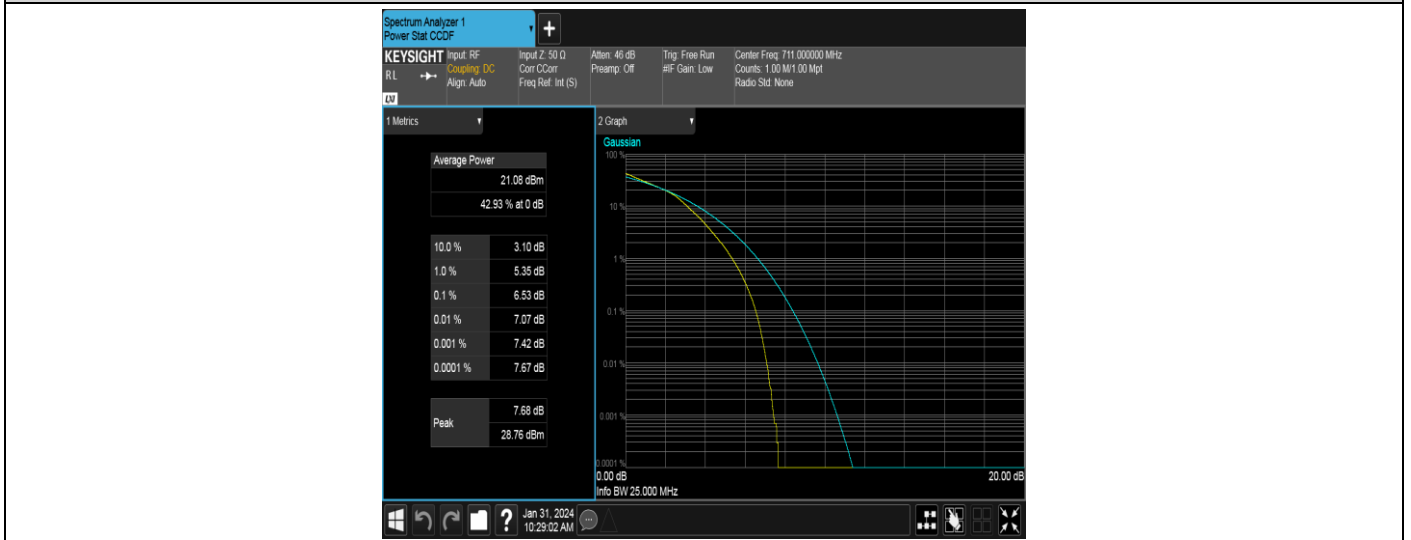 Spectrum Analyzer 1
Power Stat CCDF
+
KEYSIGHT Input: RF Input Z: 50 Ω Atten: 46 dB Trig: Free Run Center Freq: 711.000000 MHz
RL Coupling: DC Corr CCorr Preamp: Off #IF Gain: Low Counts: 1.00 M/1.00 Mpt
Align: Auto Freq Ref: Int (S) Radio Std: None
LXI
1 Metrics
Average Power
21.08 dBm
42.93 % at 0 dB
10.0 % 3.10 dB
1.0 % 5.35 dB
0.1 % 6.53 dB
0.01 % 7.07 dB
0.001 % 7.42 dB
0.0001 % 7.67 dB
Peak 7.68 dB
28.76 dBm
2 Graph
Gaussian
100 %
10 %
1 %
0.1 %
0.01 %
0.001 %
0.0001 %
0.00 dB 20.00 dB
Info BW 25.000 MHz
? Jan 31, 2024
10:29:02 AM